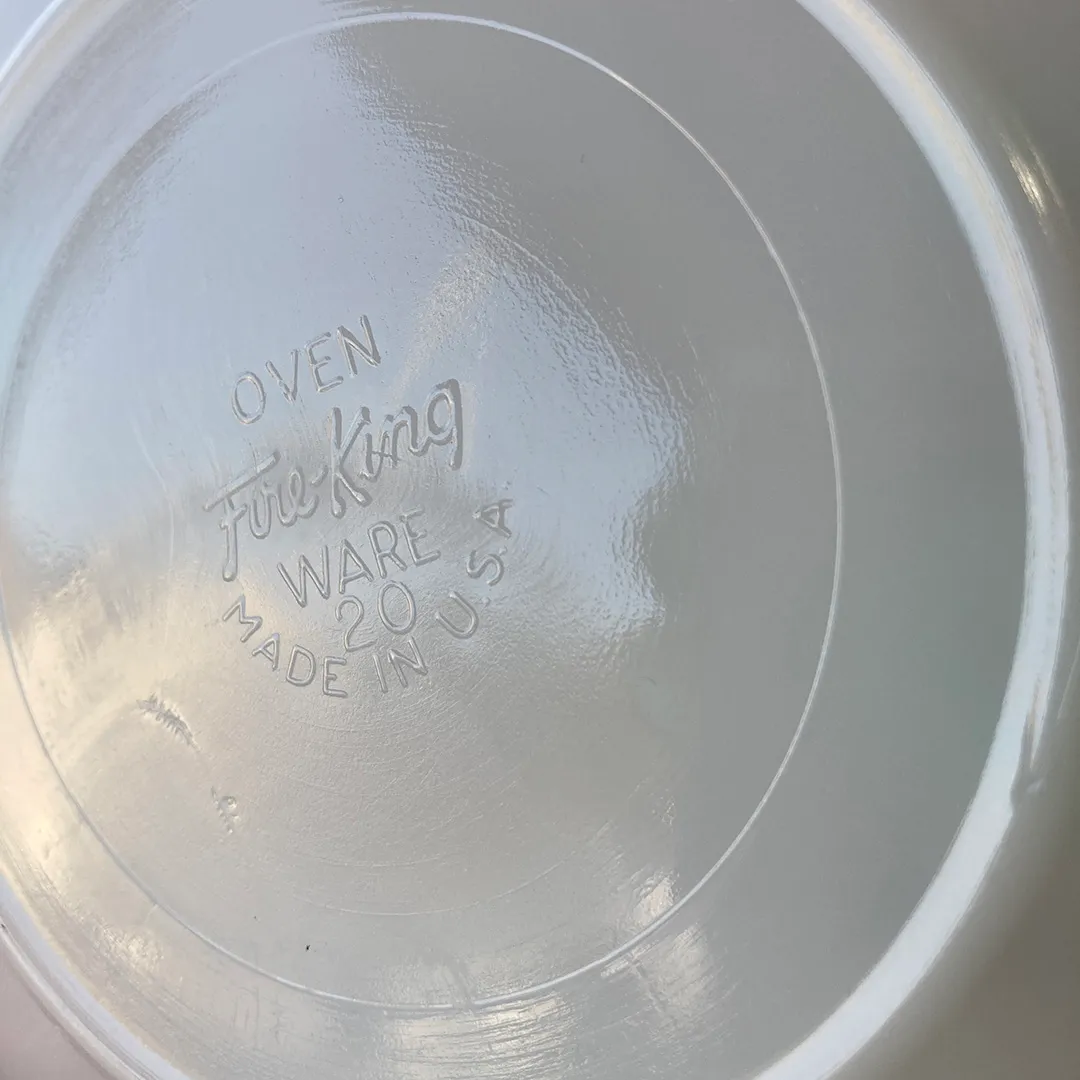 OVEN
Fire-King
WARE
20
MADE IN U.S.A